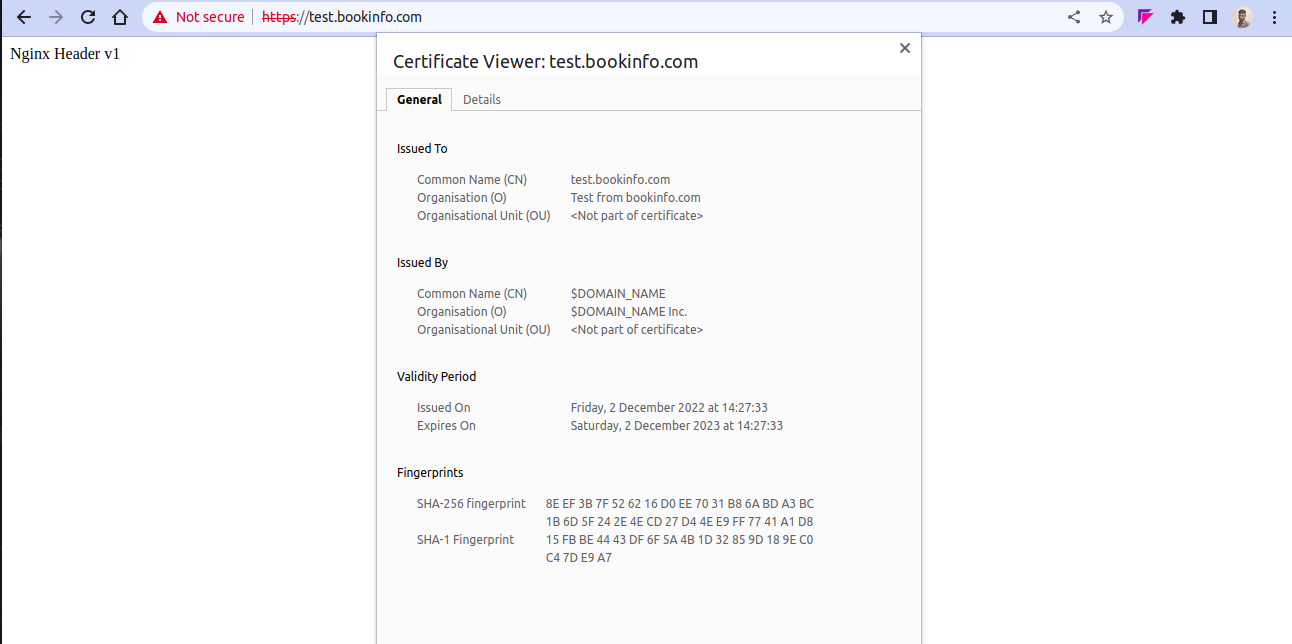 Not secure | https://test.bookinfo.com
Nginx Header v1
Certificate Viewer: test.bookinfo.com
General Details
Issued To
Common Name (CN) test.bookinfo.com
Organisation (O) Test from bookinfo.com
Organisational Unit (OU) <Not part of certificate>
Issued By
Common Name (CN) $DOMAIN_NAME
Organisation (O) $DOMAIN_NAME Inc.
Organisational Unit (OU) <Not part of certificate>
Validity Period
Issued On Friday, 2 December 2022 at 14:27:33
Expires On Saturday, 2 December 2023 at 14:27:33
Fingerprints
SHA-256 fingerprint 8E EF 3B 7F 52 62 16 D0 EE 70 31 B8 6A BD A3 BC
1B 6D 5F 24 2E 4E CD 27 D4 4E E9 FF 77 41 A1 D8
SHA-1 Fingerprint 15 FB BE 44 43 DF 6F 5A 4B 1D 32 85 9D 18 9E C0
C4 7D E9 A7